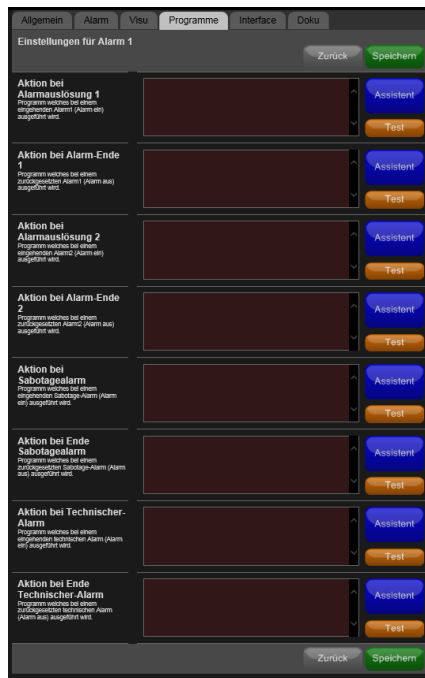 Allgemein Alarm Visu Programme Interface Doku
Einstellungen für Alarm 1
Zurück Speichern
Aktion bei
Alarmauslösung 1
Programm welches bei einem
eingehenden Alarm1 (Alarm ein)
ausgeführt wird.
Assistent
Test
Aktion bei Alarm-Ende
1
Programm welches bei einem
zurückgesetzten Alarm1 (Alarm aus)
ausgeführt wird.
Assistent
Test
Aktion bei
Alarmauslösung 2
Programm welches bei einem
eingehenden Alarm2 (Alarm ein)
ausgeführt wird.
Assistent
Test
Aktion bei Alarm-Ende
2
Programm welches bei einem
zurückgesetzten Alarm2 (Alarm aus)
ausgeführt wird.
Assistent
Test
Aktion bei
Sabotagealarm
Programm welches bei einem
eingehenden Sabotage-Alarm (Alarm
ein) ausgeführt wird.
Assistent
Test
Aktion bei Ende
Sabotagealarm
Programm welches bei einem
zurückgesetzten Sabotage-Alarm (Alarm
aus) ausgeführt wird.
Assistent
Test
Aktion bei Technischer-
Alarm
Programm welches bei einem
eingehenden technischen Alarm (Alarm
ein) ausgeführt wird.
Assistent
Test
Aktion bei Ende
Technischer-Alarm
Programm welches bei einem
zurückgesetzten technischen Alarm
(Alarm aus) ausgeführt wird.
Assistent
Test
Zurück Speichern